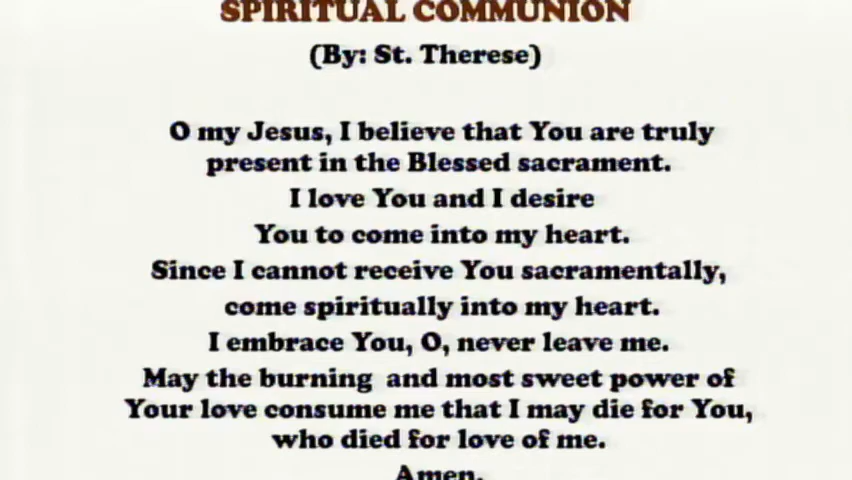 SPIRITUAL COMMUNION
(By: St. Therese)
O my Jesus, I believe that You are truly
present in the Blessed sacrament.
I love You and I desire
You to come into my heart.
Since I cannot receive You sacramentally,
come spiritually into my heart.
I embrace You, O, never leave me.
May the burning and most sweet power of
Your love consume me that I may die for You,
who died for love of me.
Amen.